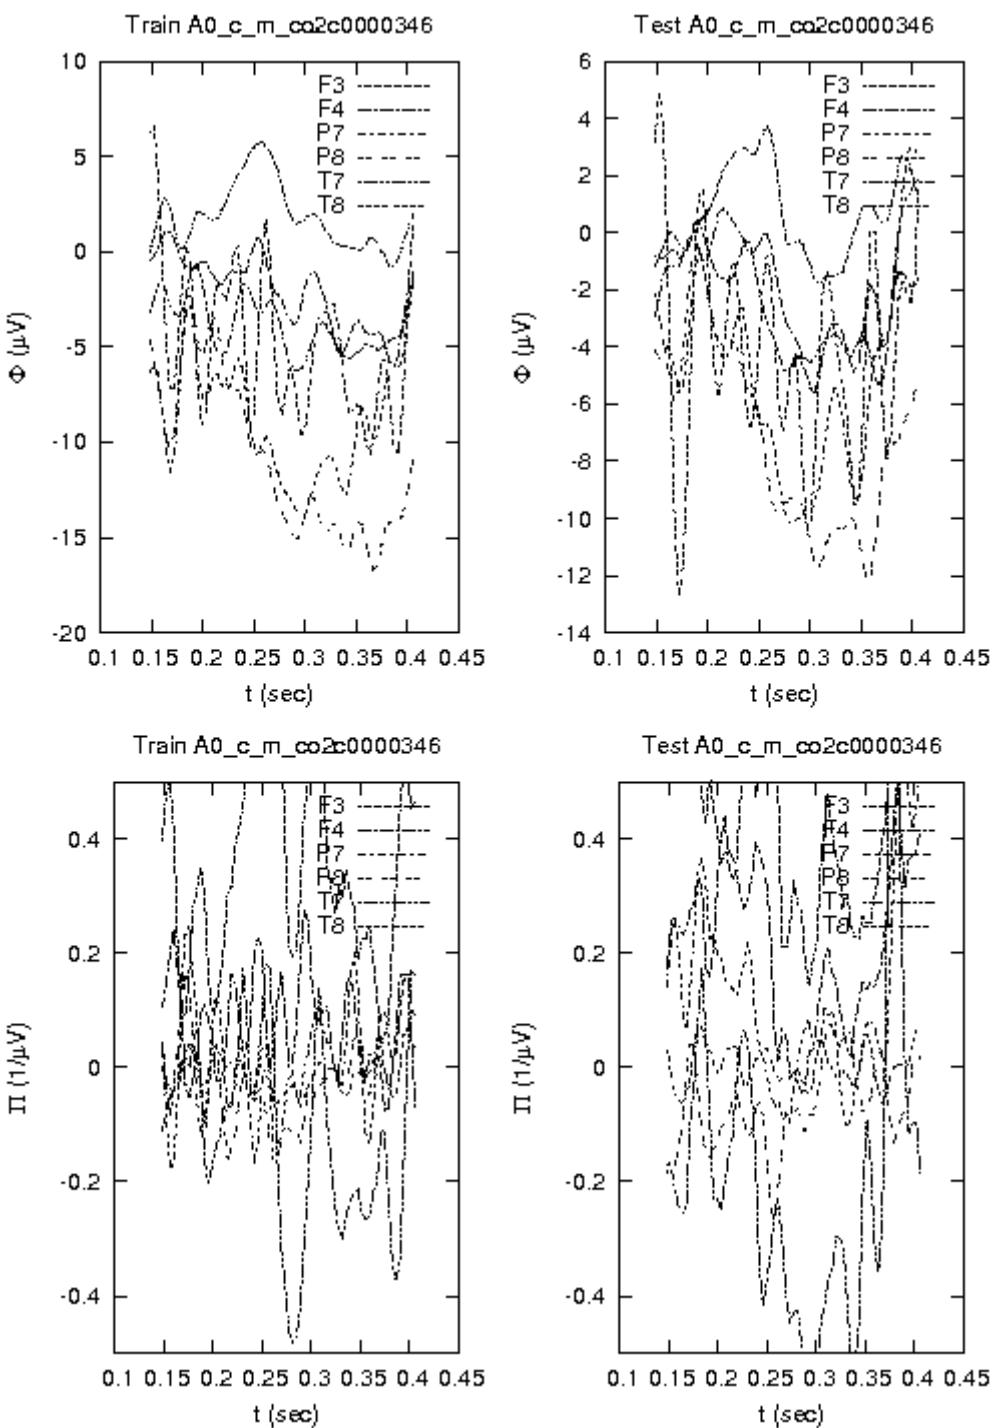 Train A0_c_m_co2c0000346
10
5
0
-5
-10
-15
-20
Φ (μV)
F3
F4
P7
P8
T7
T8
0.1 0.15 0.2 0.25 0.3 0.35 0.4 0.45
t (sec)
Test A0_c_m_co2c0000346
6
4
2
0
-2
-4
-6
-8
-10
-12
-14
Φ (μV)
F3
F4
P7
P8
T7
T8
0.1 0.15 0.2 0.25 0.3 0.35 0.4 0.45
t (sec)
Train A0_c_m_co2c0000346
0.4
0.2
0
-0.2
-0.4
Π (1/μV)
F3
F4
P7
P8
T7
T8
0.1 0.15 0.2 0.25 0.3 0.35 0.4 0.45
t (sec)
Test A0_c_m_co2c0000346
0.4
0.2
0
-0.2
-0.4
Π (1/μV)
F3
F4
P7
P8
T7
T8
0.1 0.15 0.2 0.25 0.3 0.35 0.4 0.45
t (sec)